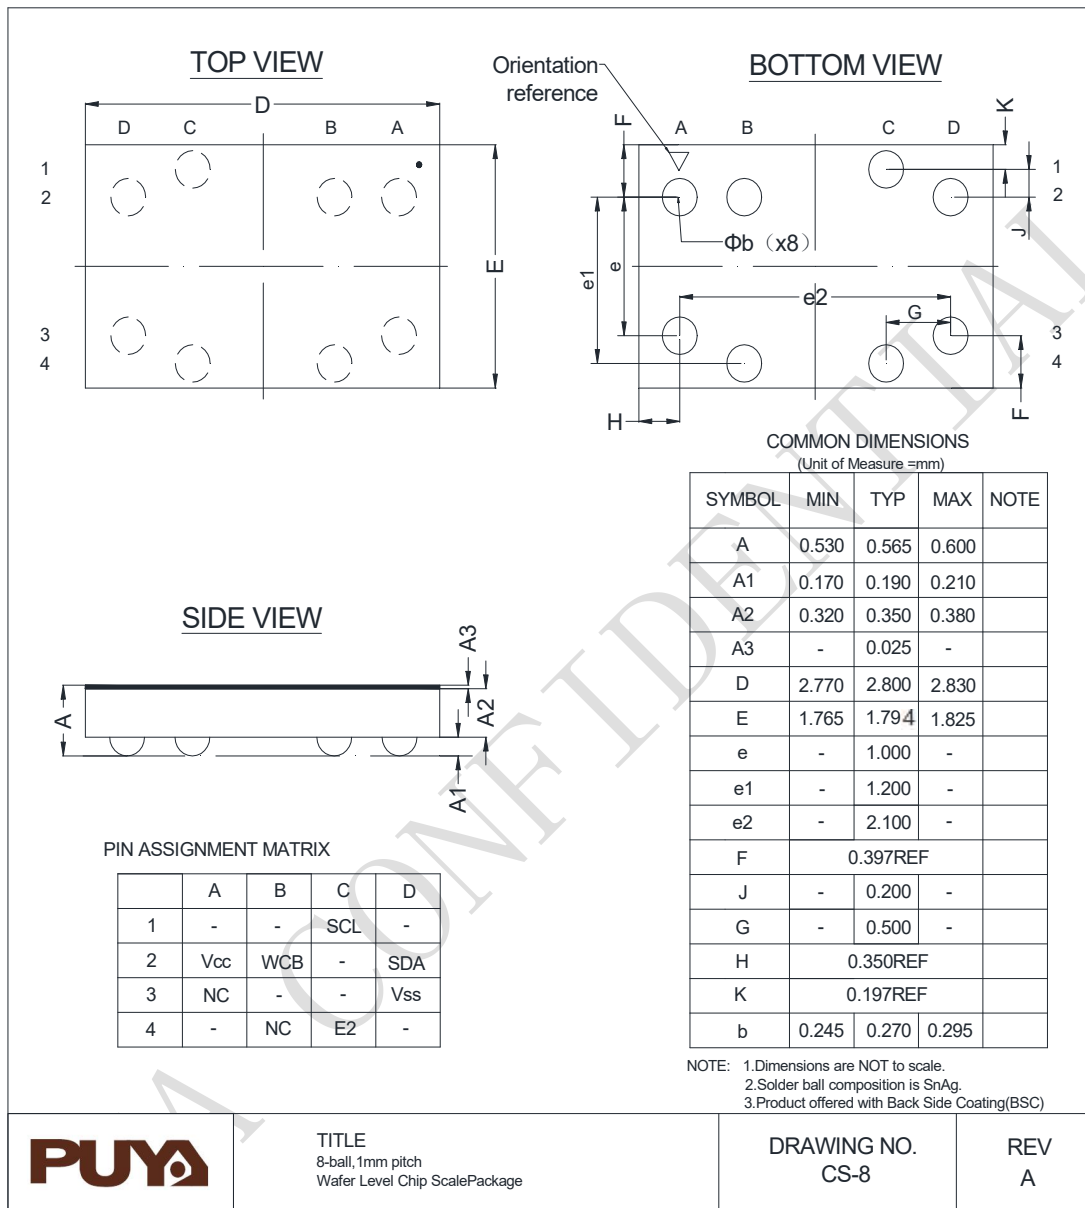 TOP VIEW
BOTTOM VIEW
Orientation
reference
D
F
K
D C B A
A B C D
1
2
3
4
E
1
2
3
4
J
Φb（x8）
e1
e
e2
G
H
F
COMMON DIMENSIONS
(Unit of Measure =mm)
SYMBOL MIN TYP MAX NOTE
A 0.530 0.565 0.600
A1 0.170 0.190 0.210
A2 0.320 0.350 0.380
A3 - 0.025 -
D 2.770 2.800 2.830
E 1.765 1.794 1.825
e - 1.000 -
e1 - 1.200 -
e2 - 2.100 -
F 0.397REF
J - 0.200 -
G - 0.500 -
H 0.350REF
K 0.197REF
b 0.245 0.270 0.295
NOTE: 1.Dimensions are NOT to scale.
2.Solder ball composition is SnAg.
3.Product offered with Back Side Coating(BSC)
SIDE VIEW
A
A3
A2
A1
PIN ASSIGNMENT MATRIX
A B C D
1 - - SCL -
2 Vcc WCB - SDA
3 NC - - Vss
4 - NC E2 -
A CONFIDENTIAL
PUYA
TITLE
8-ball,1mm pitch
Wafer Level Chip ScalePackage
DRAWING NO.
CS-8
REV
A